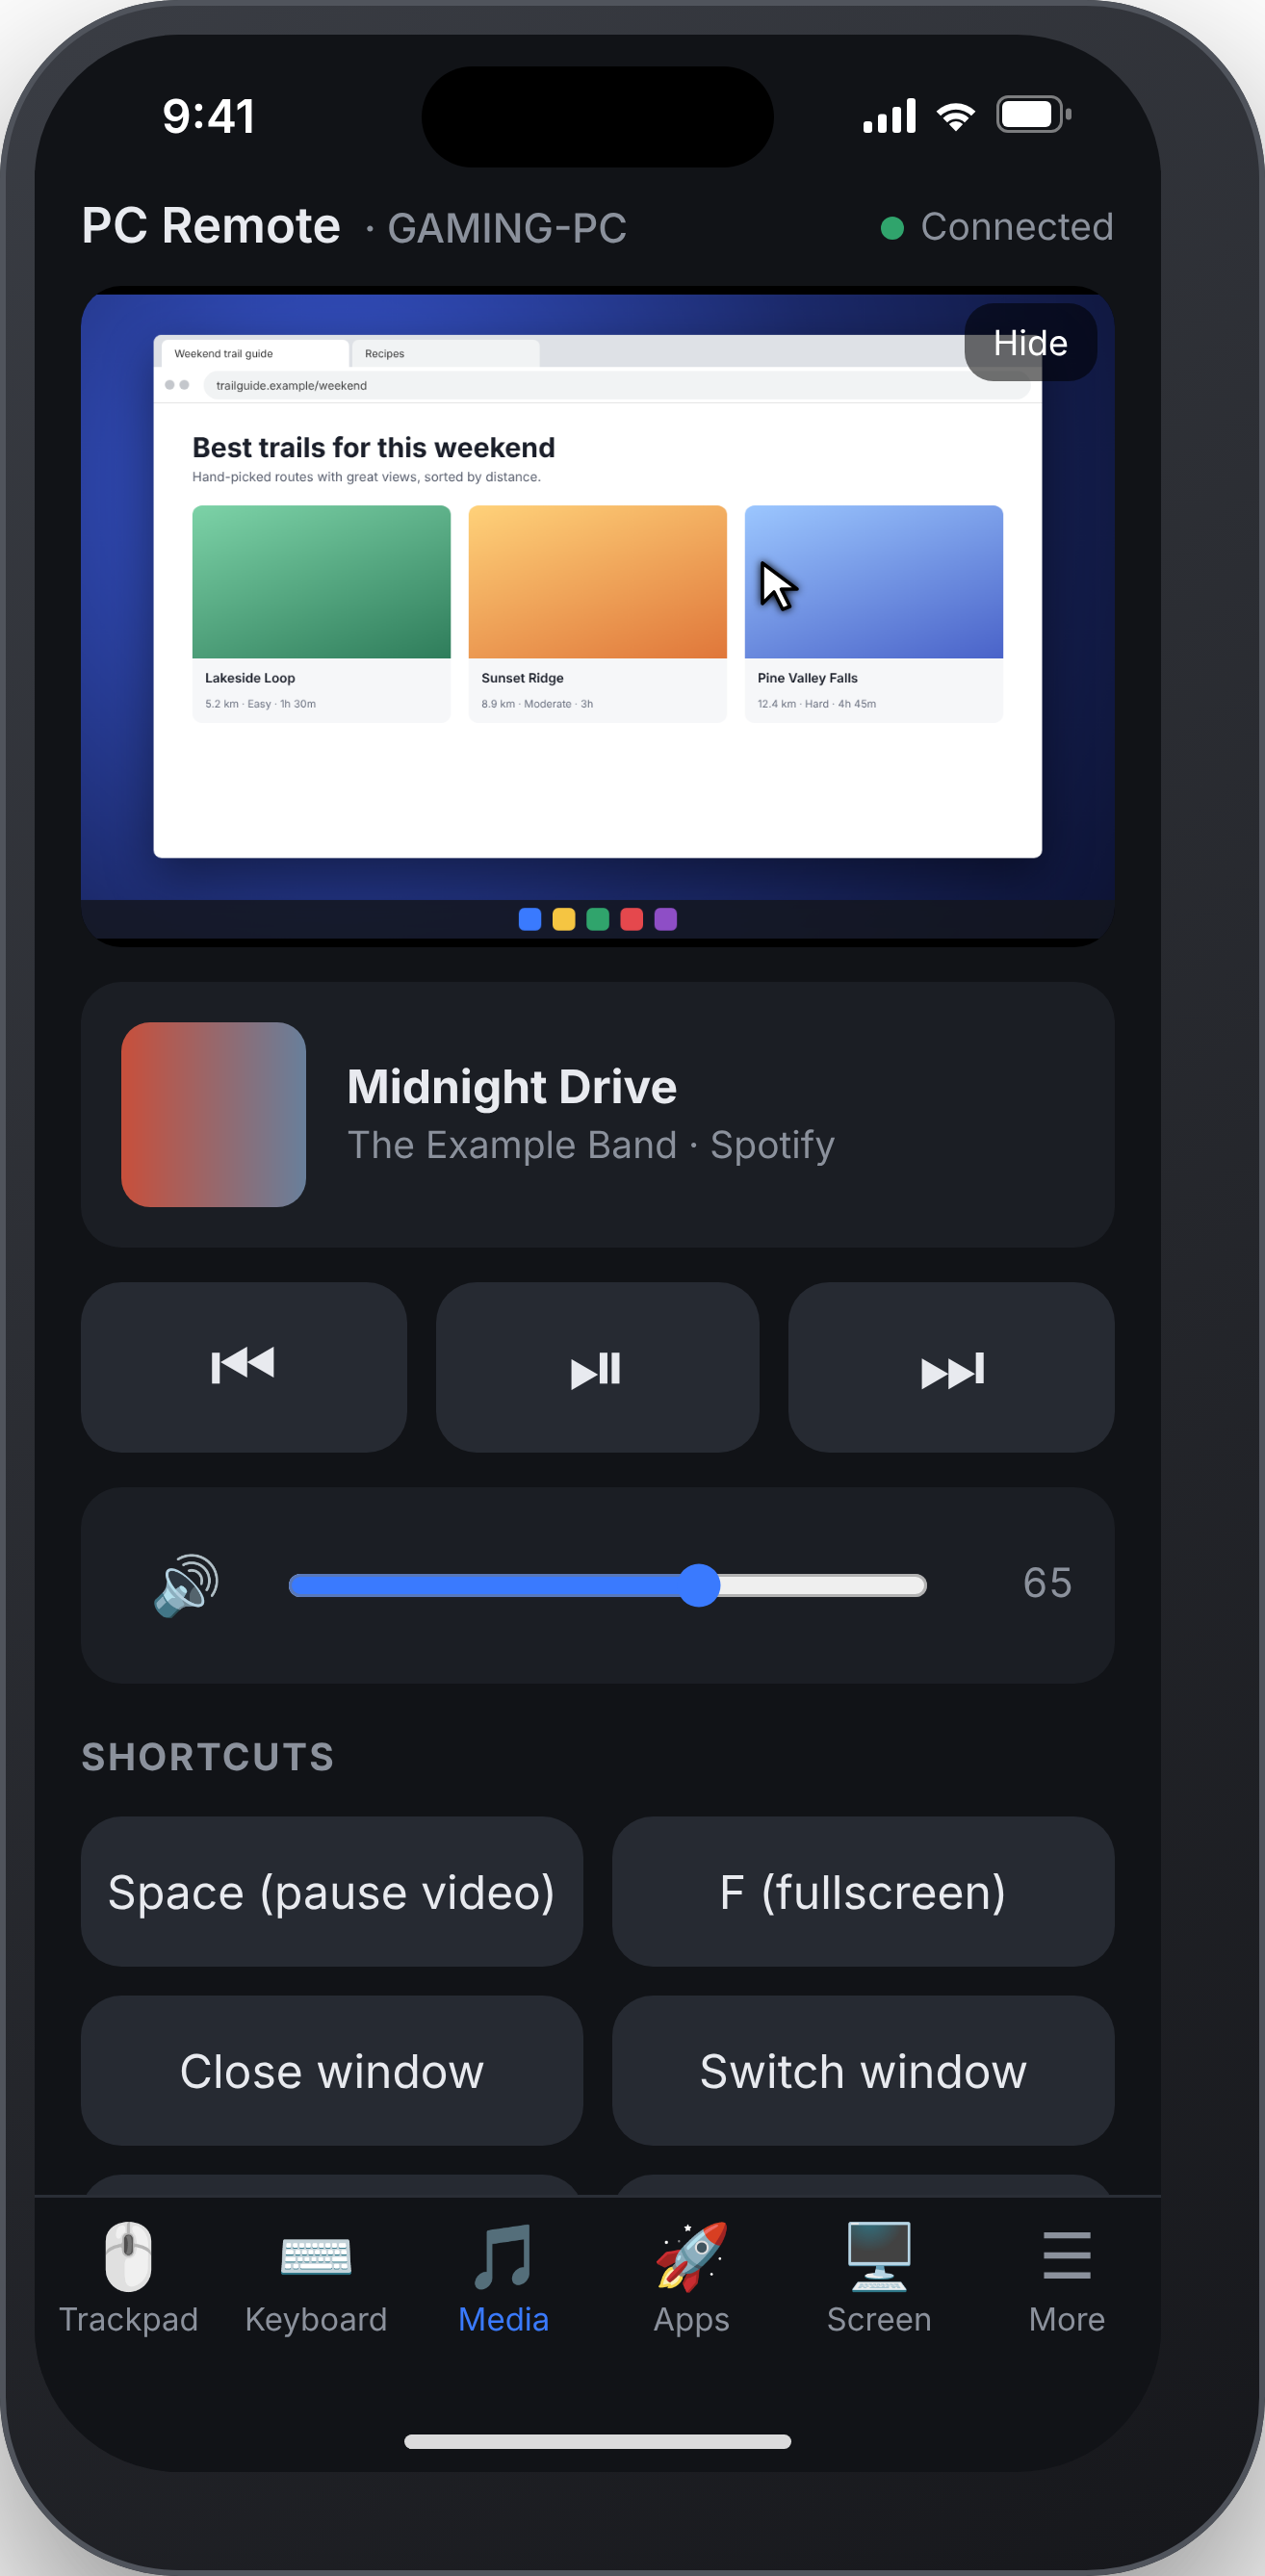 9:41
PC Remote · GAMING-PC
Connected
Hide
Weekend trail guide
Recipes
trailguide.example/weekend
Best trails for this weekend
Hand-picked routes with great views, sorted by distance.
Lakeside Loop
5.2 km · Easy · 1h 30m
Sunset Ridge
8.9 km · Moderate · 3h
Pine Valley Falls
12.4 km · Hard · 4h 45m
Midnight Drive
The Example Band · Spotify
65
SHORTCUTS
Space (pause video)
F (fullscreen)
Close window
Switch window
Trackpad
Keyboard
Media
Apps
Screen
More